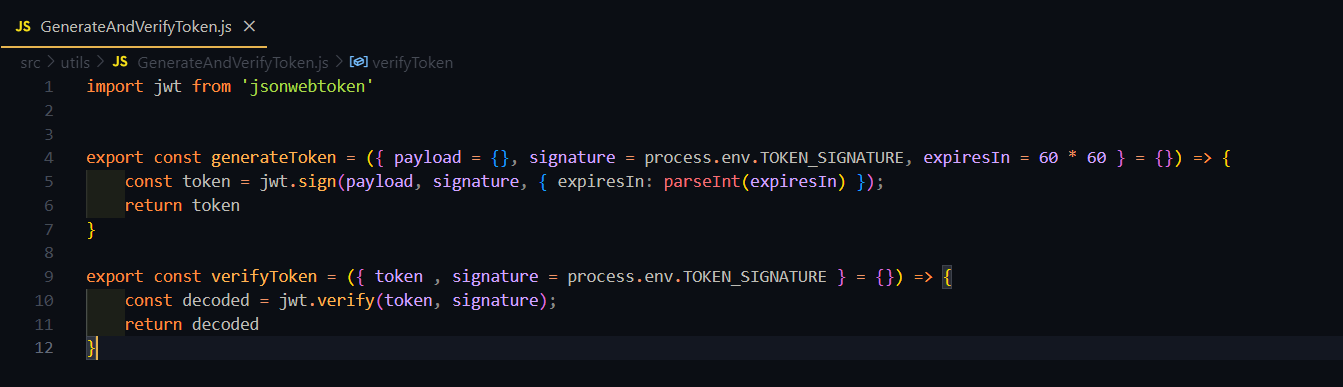 JS GenerateAndVerifyToken.js ×
src > utils > JS GenerateAndVerifyToken.js > verifyToken
1 import jwt from 'jsonwebtoken'
2
3
4 export const generateToken = ({ payload = {}, signature = process.env.TOKEN_SIGNATURE, expiresIn = 60 * 60 } = {}) => {
5     const token = jwt.sign(payload, signature, { expiresIn: parseInt(expiresIn) });
6     return token
7 }
8
9 export const verifyToken = ({ token , signature = process.env.TOKEN_SIGNATURE } = {}) => {
10     const decoded = jwt.verify(token, signature);
11     return decoded
12 }